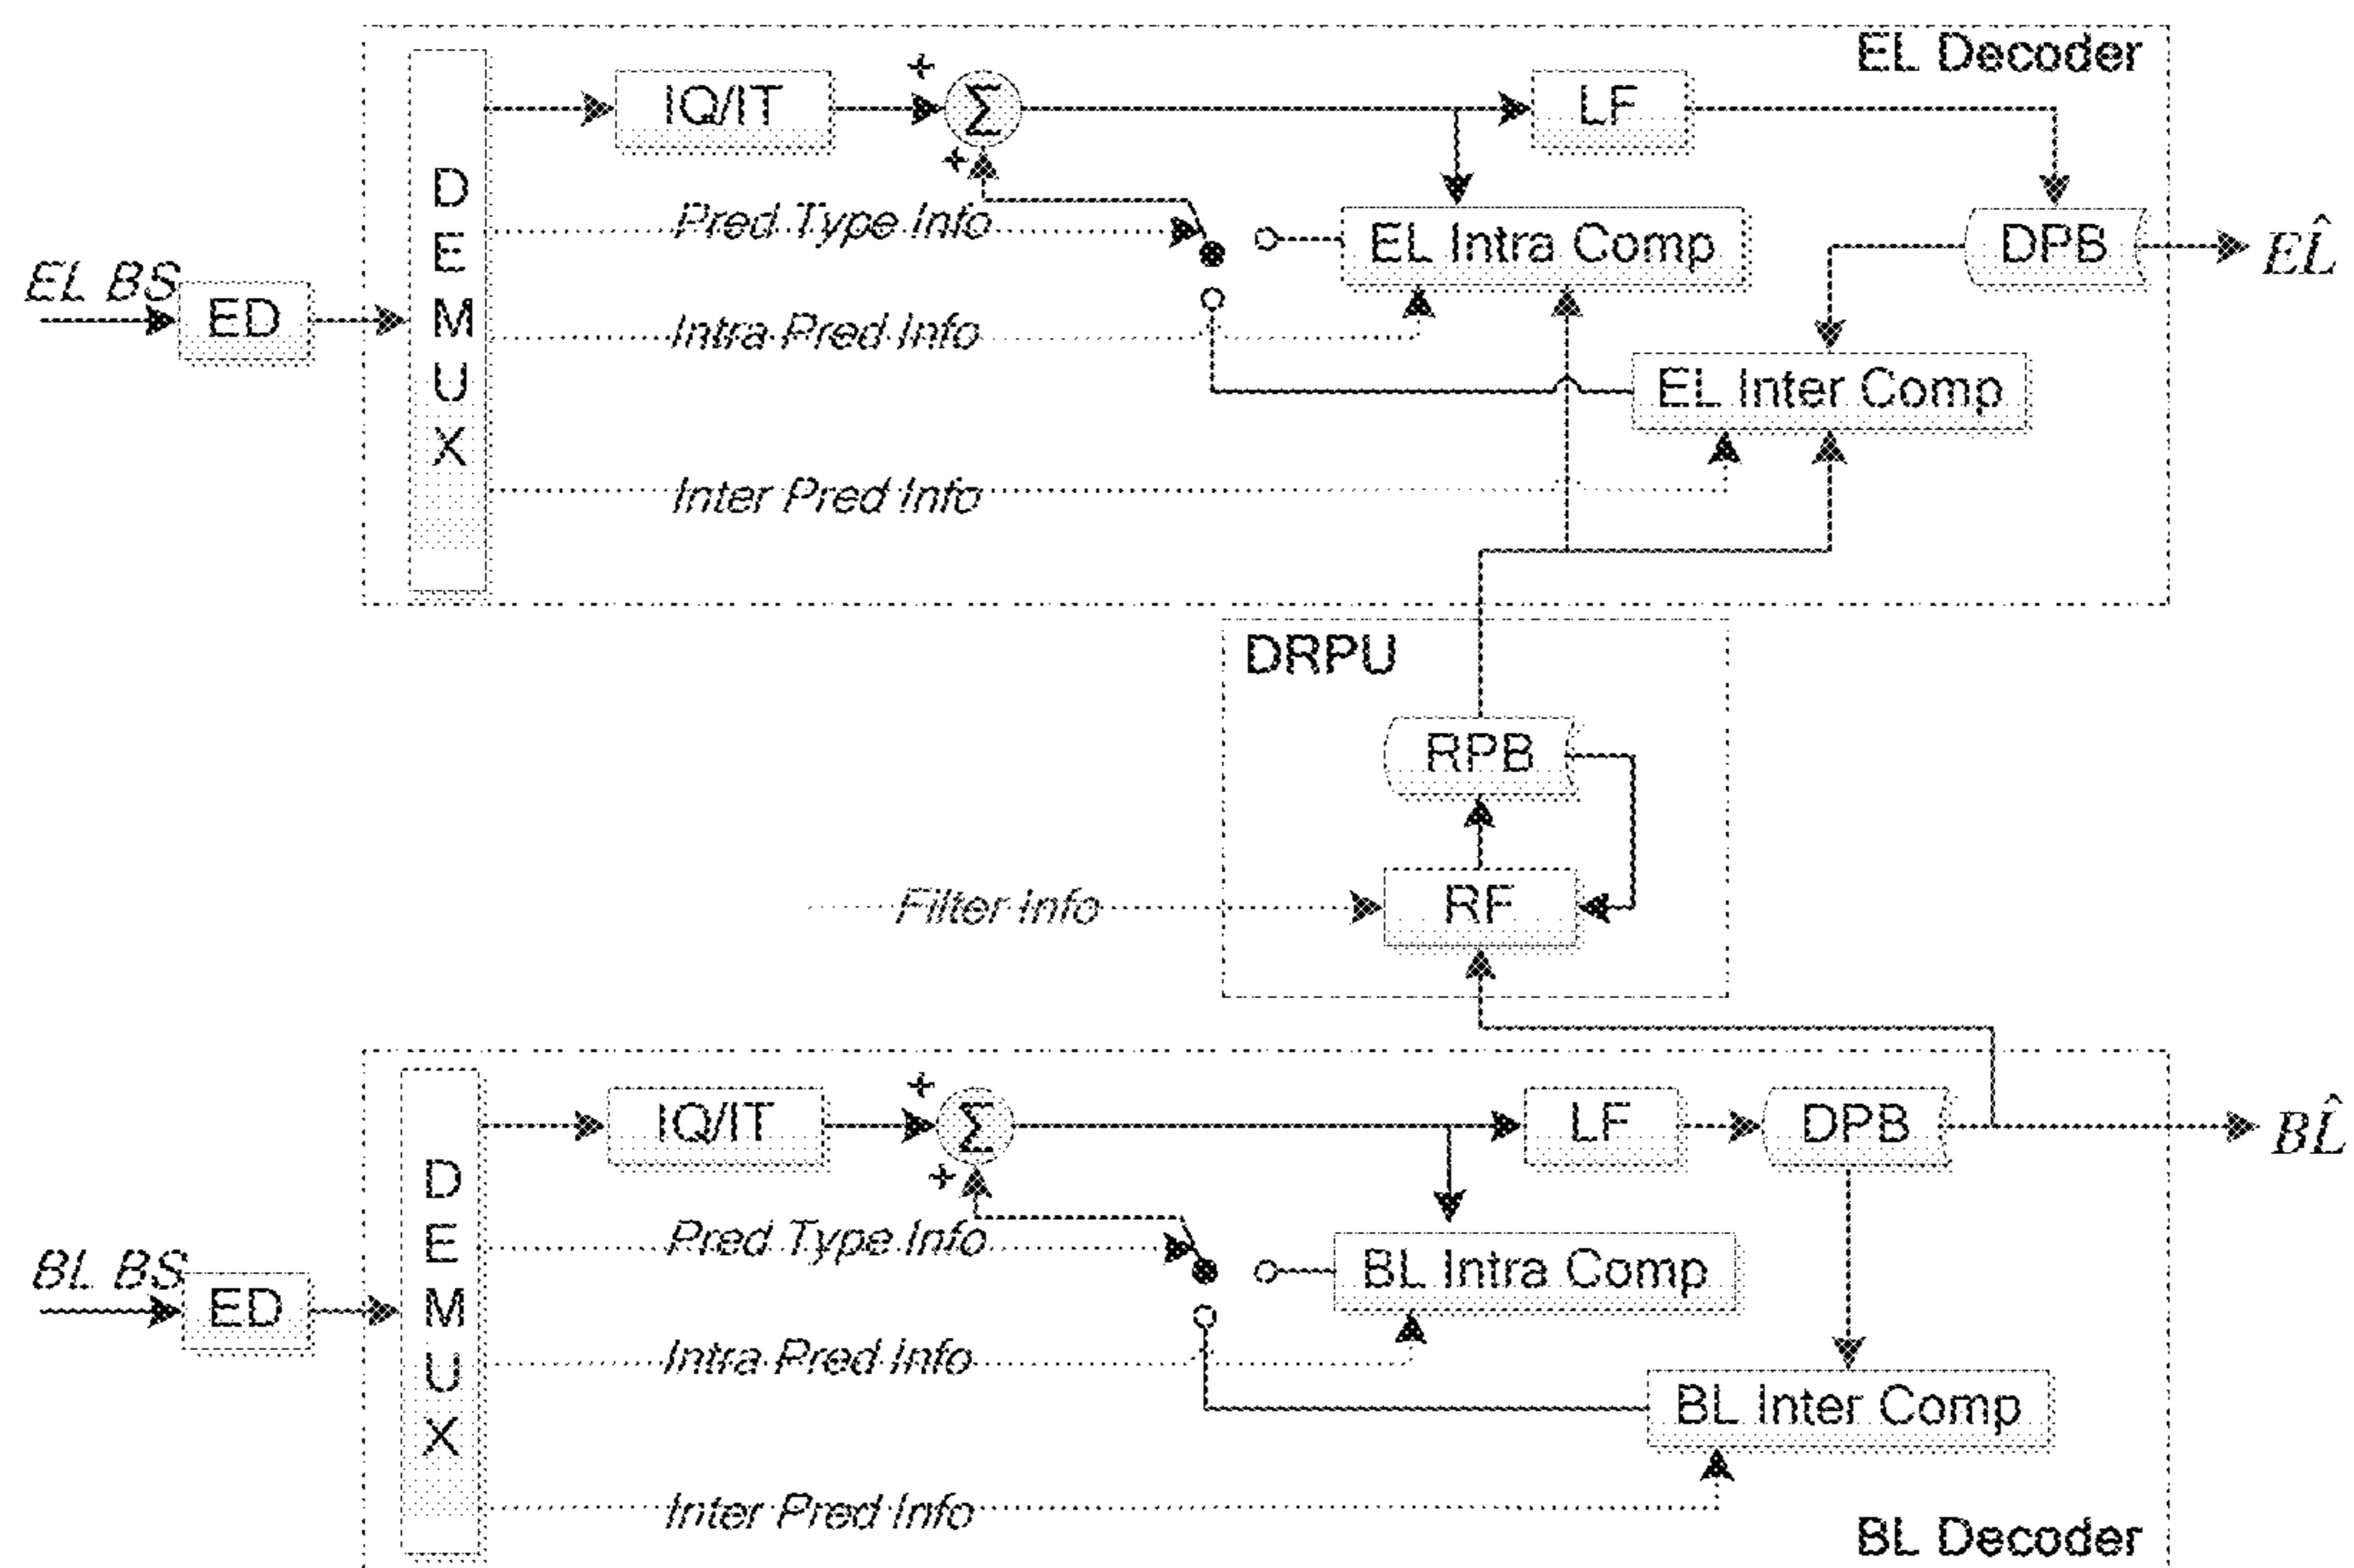 EL Decoder
IQ/IT
+
Σ
+
LF
D
E
M
U
X
Pred Type Info
EL Intra Comp
DPB
EL̂
EL BS
ED
Intra Pred Info
EL Inter Comp
Inter Pred Info
DRPU
RPB
Filter Info
RF
IQ/IT
+
Σ
+
LF
DPB
BL̂
D
E
M
U
X
Pred Type Info
BL Intra Comp
BL BS
ED
Intra Pred Info
BL Inter Comp
Inter Pred Info
BL Decoder